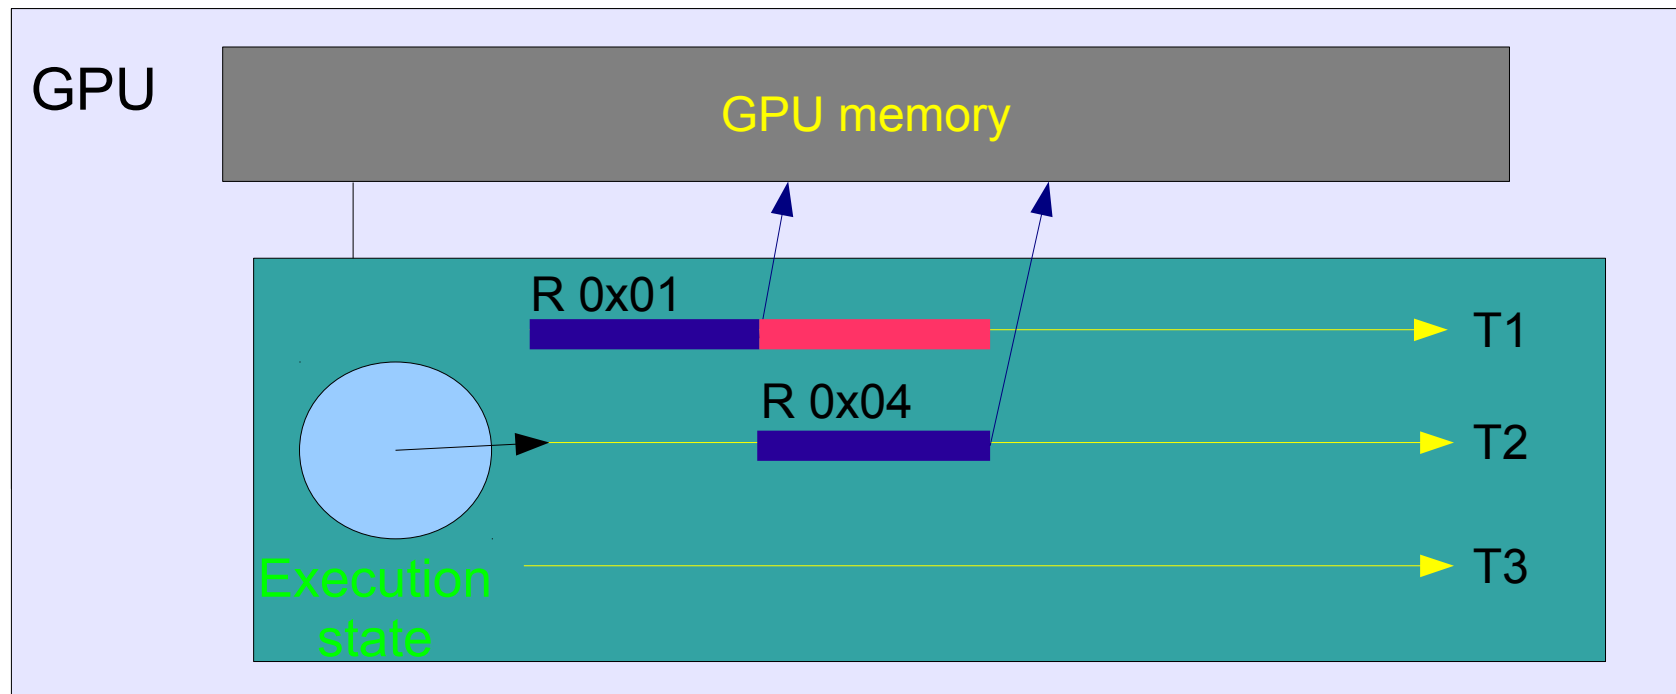 GPU
GPU memory
R 0x01
T1
R 0x04
T2
T3
Execution
state